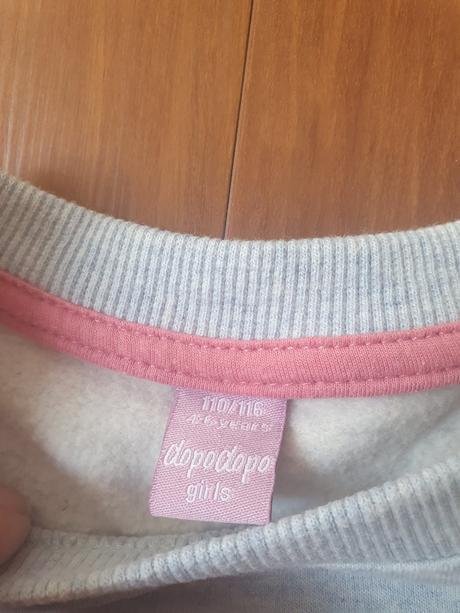 110/116
4-6 years
dopodopo
girls